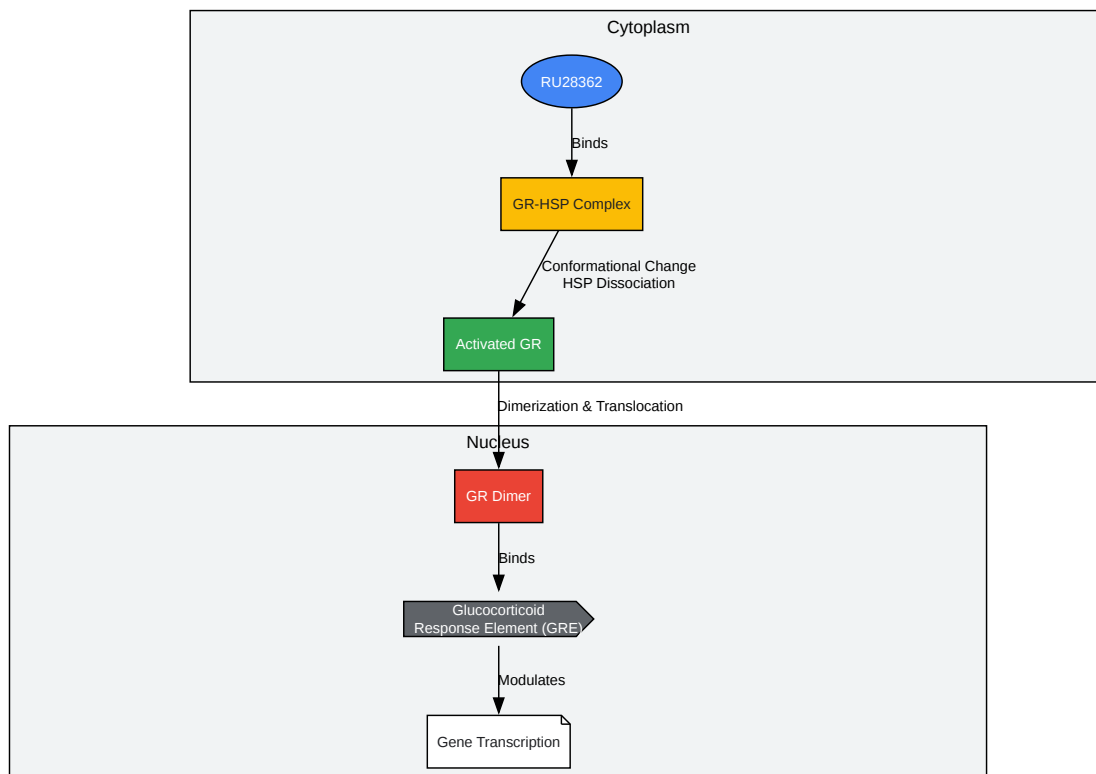 Cytoplasm
RU28362
Binds
GR-HSP Complex
Conformational Change
HSP Dissociation
Activated GR
Dimerization & Translocation
Nucleus
GR Dimer
Binds
Glucocorticoid
Response Element (GRE)
Modulates
Gene Transcription